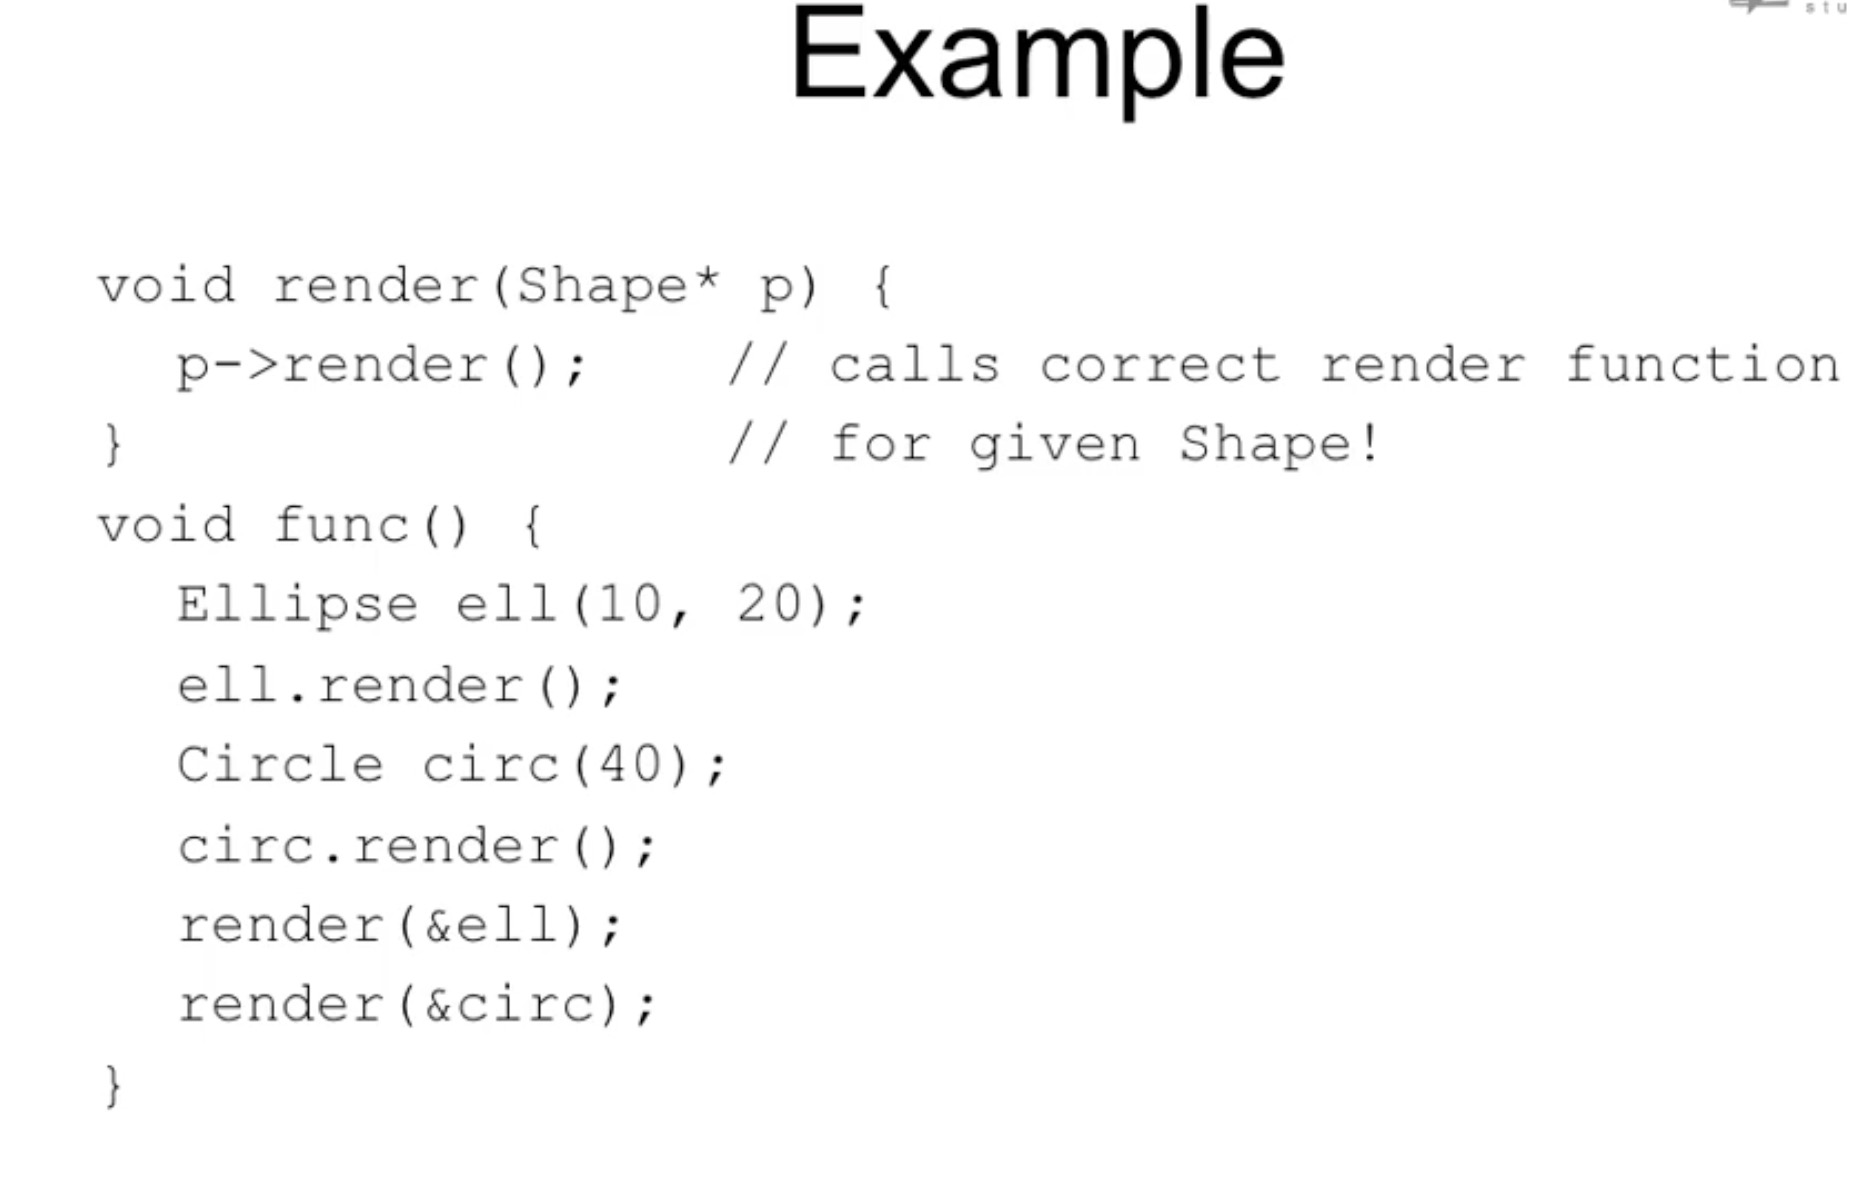 stu
Example
void render(Shape* p) {
p->render();    // calls correct render function
}               // for given Shape!
void func() {
Ellipse ell(10, 20);
ell.render();
Circle circ(40);
circ.render();
render(&ell);
render(&circ);
}